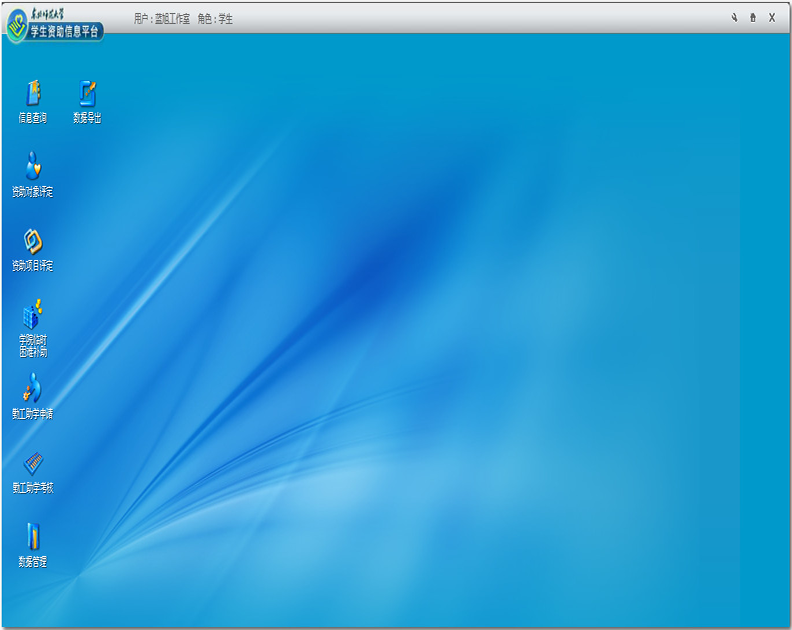 东北师范大学
学生资助信息平台
用户：蓝旭工作室 角色：学生
信息查询
数据导出
资助对象评定
资助项目评定
学院临时
困难补助
勤工助学申请
勤工助学考核
数据管理